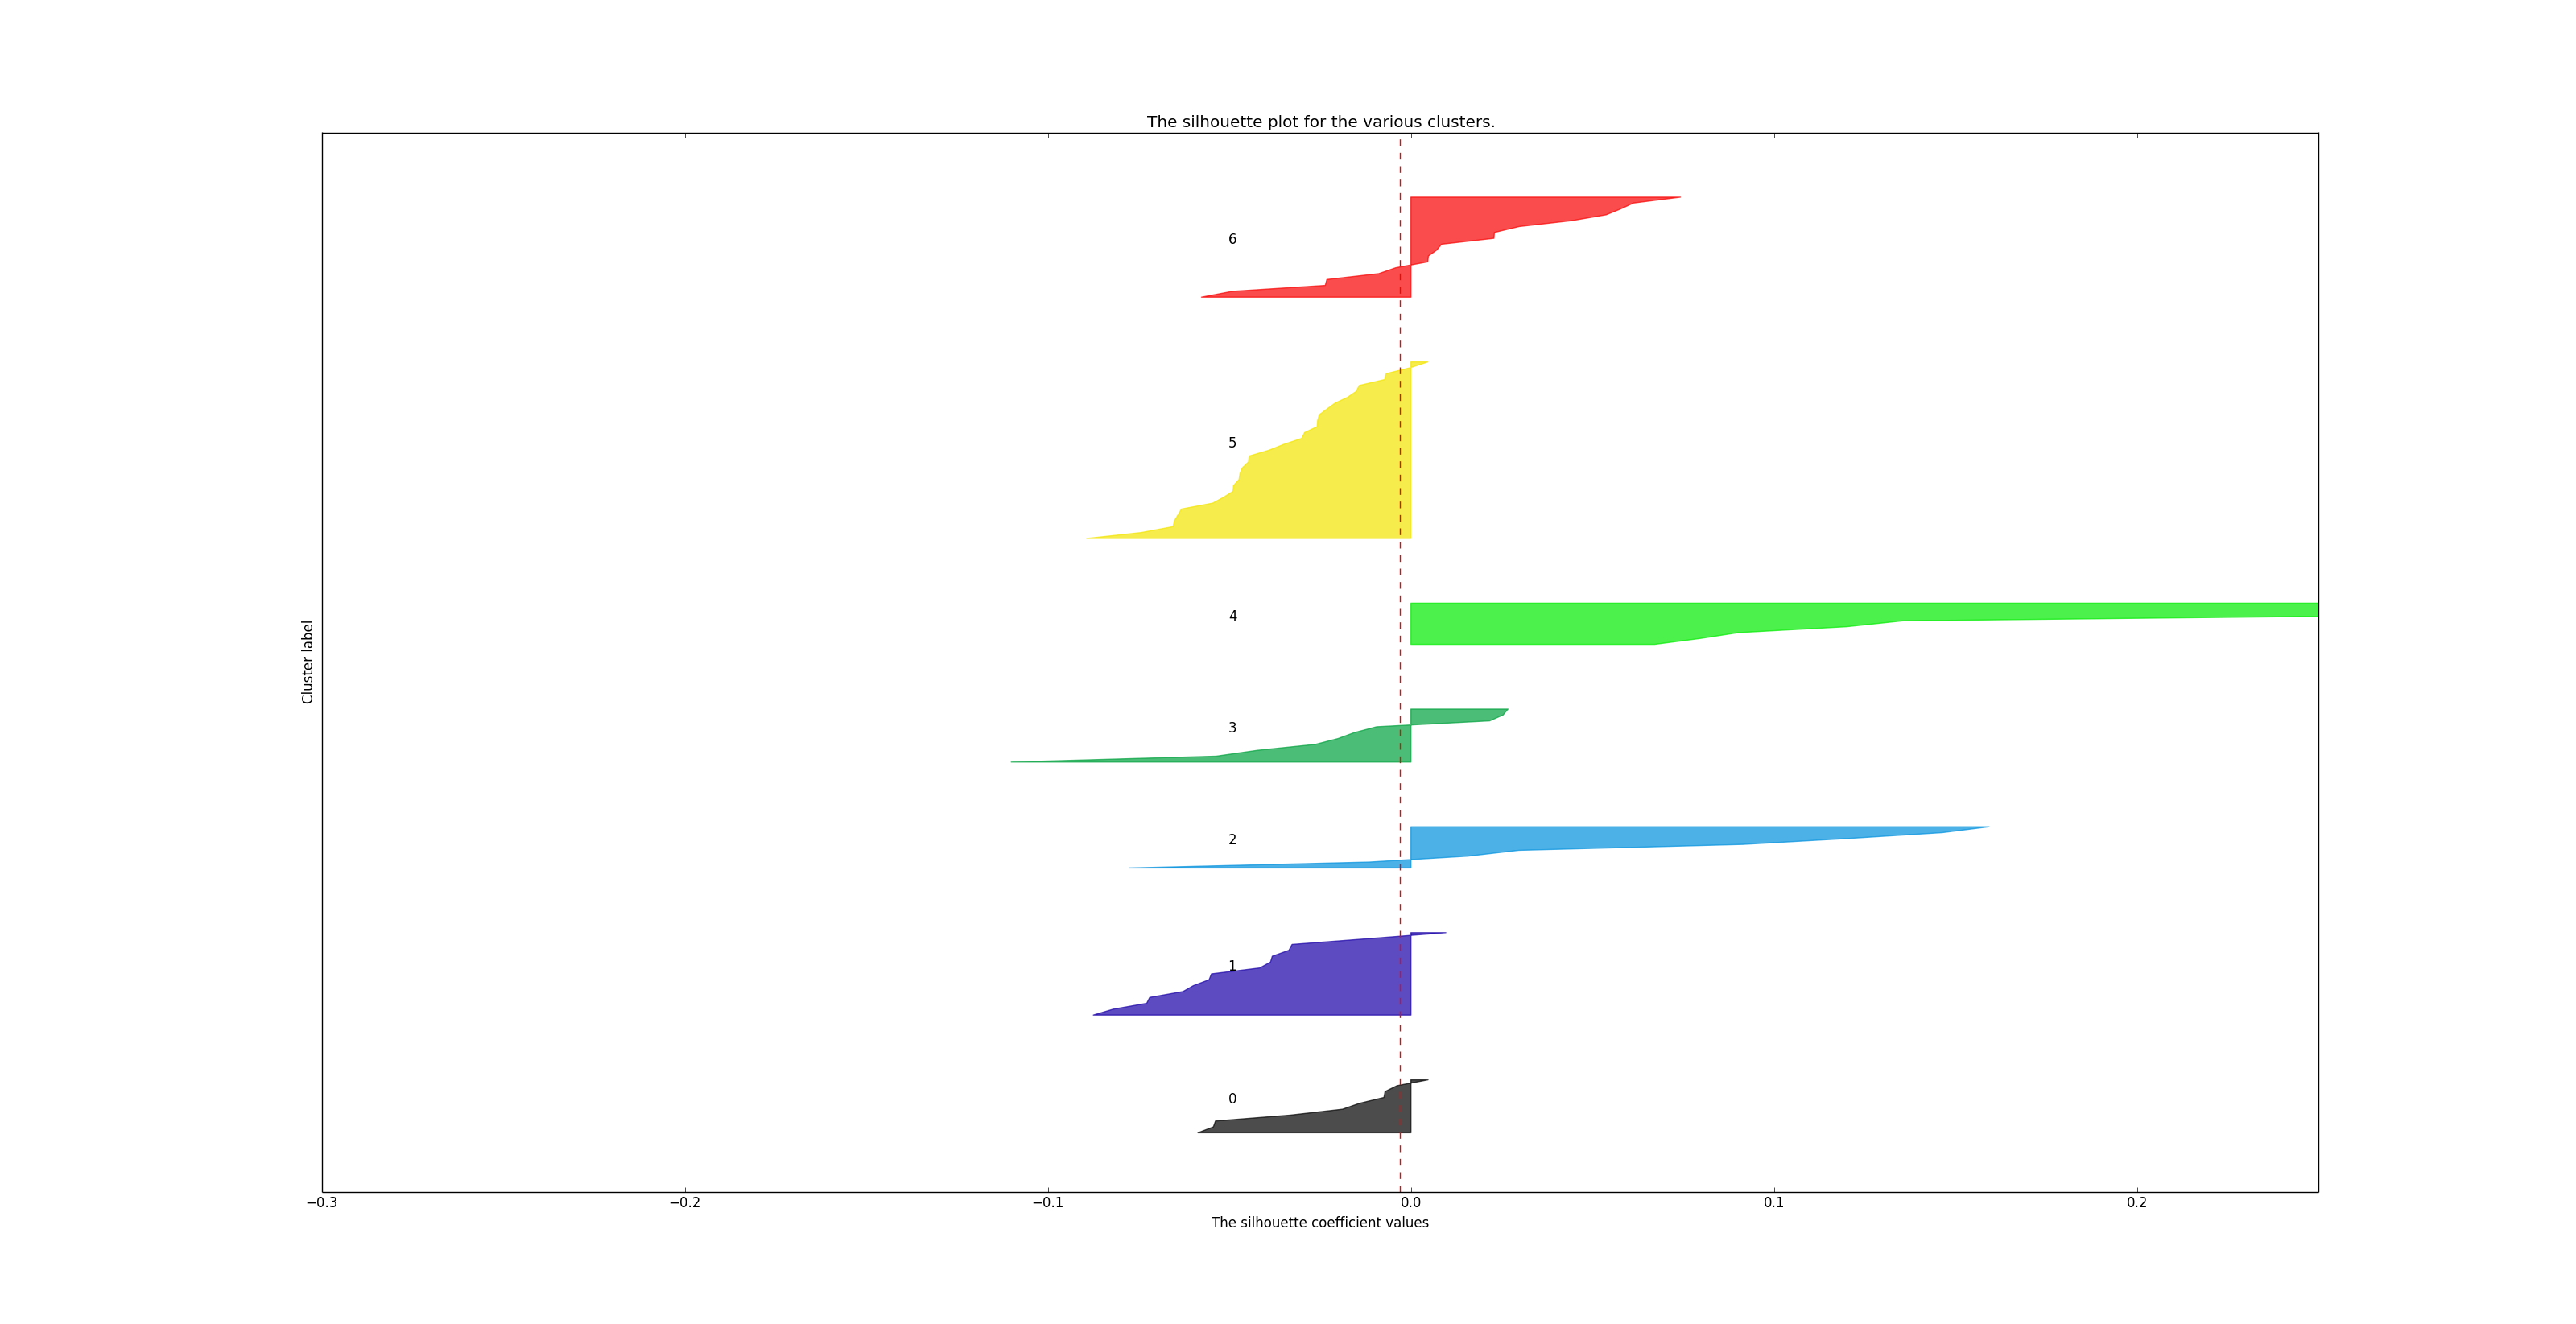 The silhouette plot for the various clusters.
6
5
4
3
2
1
0
Cluster label
−0.3 −0.2 −0.1 0.0 0.1 0.2
The silhouette coefficient values